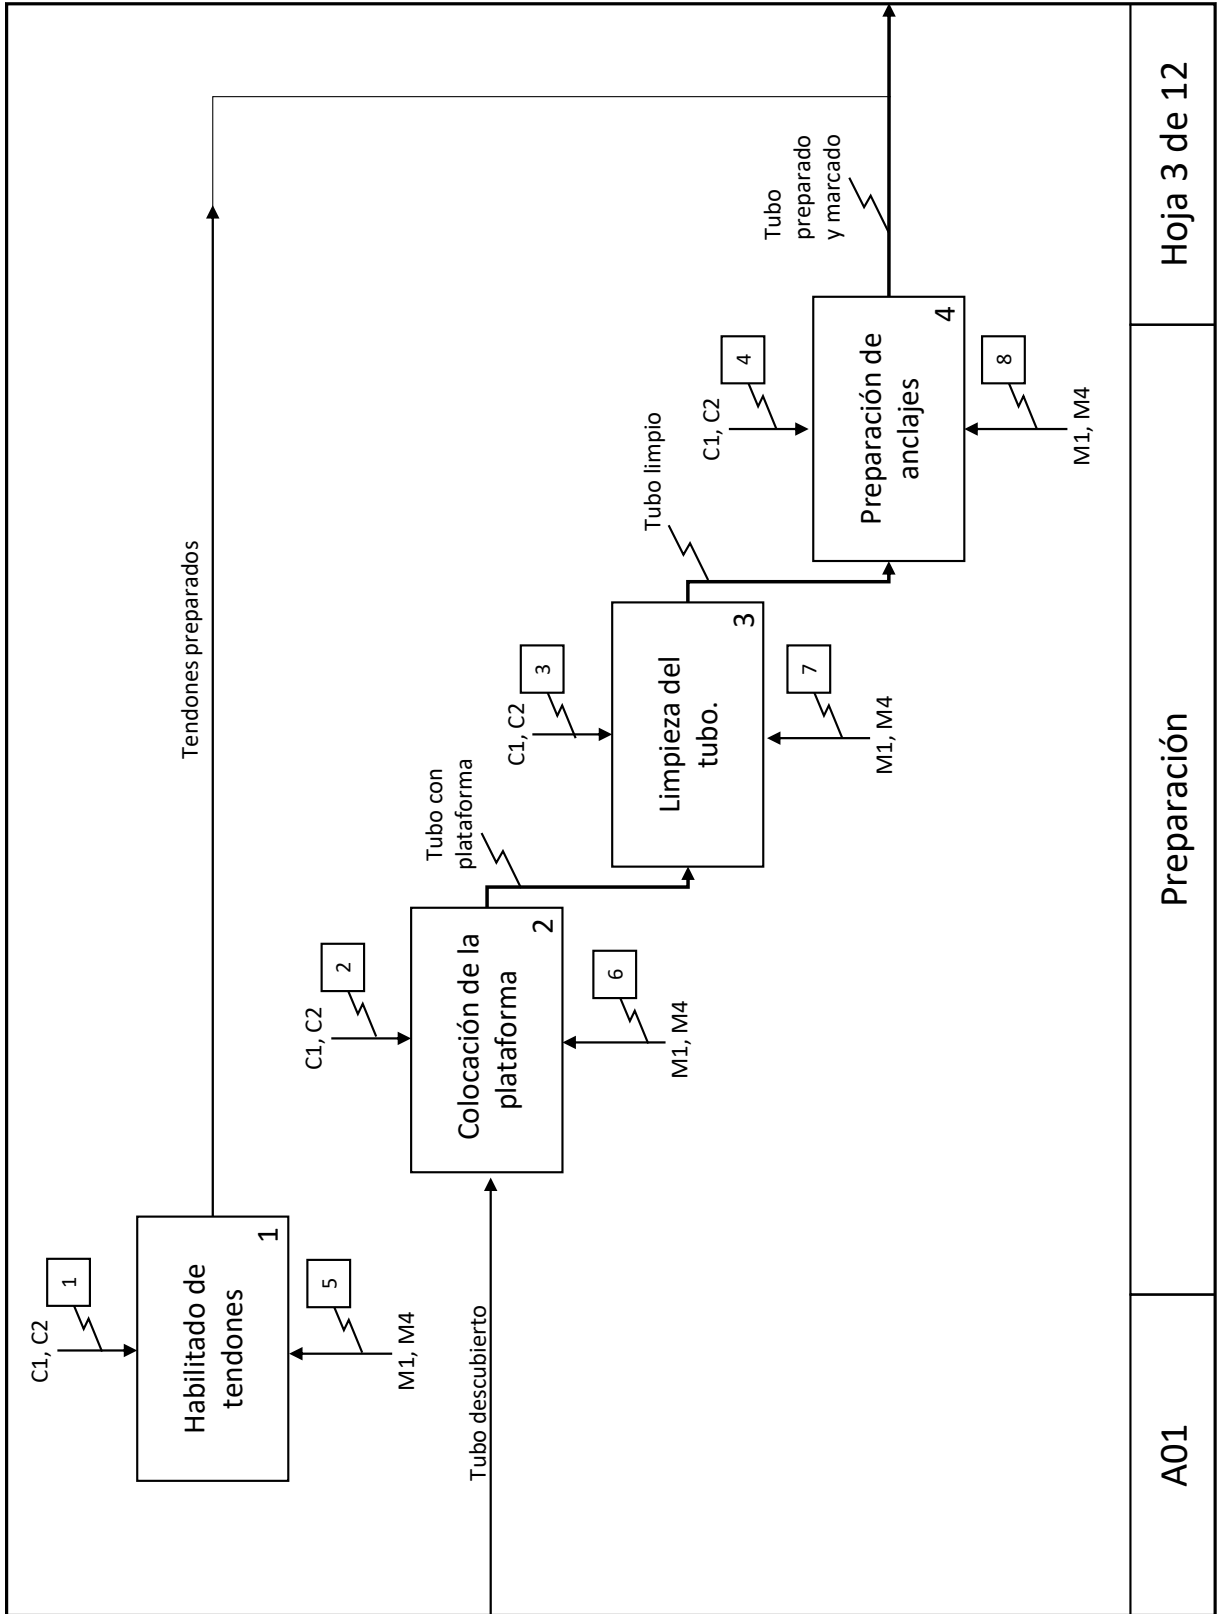 C1, C2
1
Habilitado de
tendones
1
5
M1, M4
Tendones preparados
Tubo descubierto
C1, C2
2
Colocación de la
plataforma
2
6
M1, M4
Tubo con
plataforma
C1, C2
3
Limpieza del
tubo.
3
7
M1, M4
Tubo limpio
C1, C2
4
Preparación de
anclajes
4
8
M1, M4
Tubo
preparado
y marcado
A01
Preparación
Hoja 3 de 12